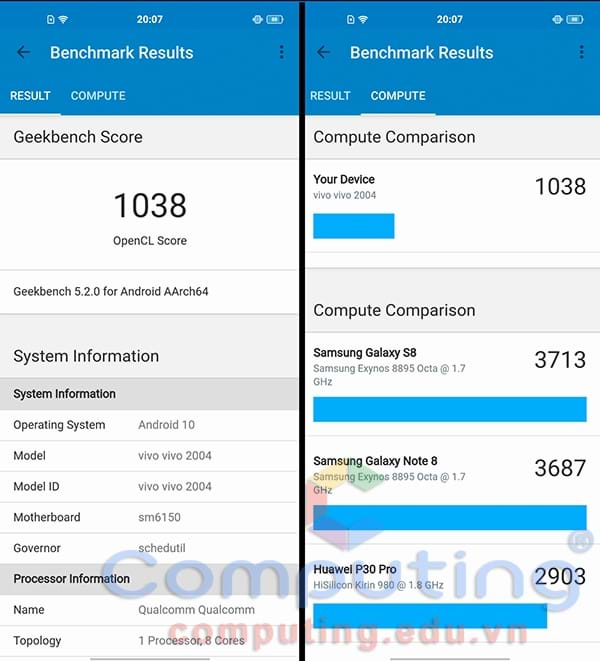 20:07
Benchmark Results
RESULT COMPUTE
Geekbench Score
1038
OpenCL Score
Geekbench 5.2.0 for Android AArch64
System Information
System Information
Operating System Android 10
Model vivo vivo 2004
Model ID vivo vivo 2004
Motherboard sm6150
Governor schedutil
Processor Information
Name Qualcomm Qualcomm
Topology 1 Processor, 8 Cores
20:07
Benchmark Results
RESULT COMPUTE
Compute Comparison
Your Device 1038
vivo vivo 2004
Compute Comparison
Samsung Galaxy S8 3713
Samsung Exynos 8895 Octa @ 1.7
GHz
Samsung Galaxy Note 8 3687
Samsung Exynos 8895 Octa @ 1.7
GHz
Huawei P30 Pro 2903
HiSilicon Kirin 980 @ 1.8 GHz
Computing®
computing.edu.vn